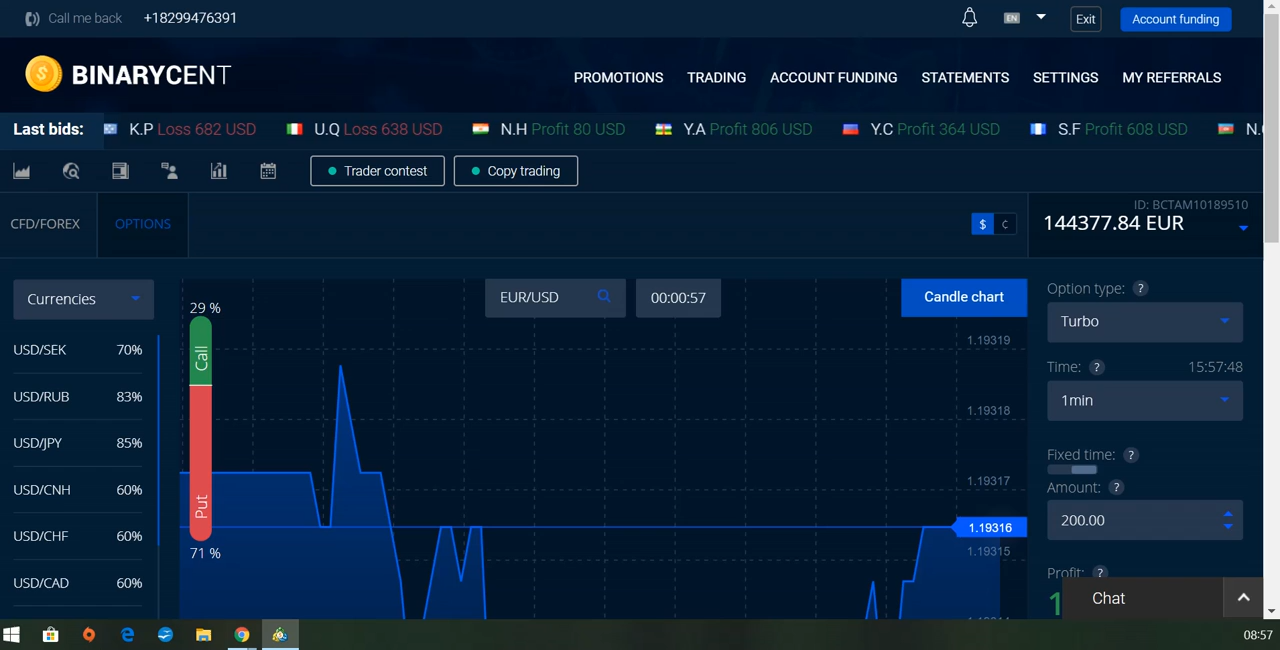 Call me back +18299476391 EN Exit Account funding
BINARYCENT PROMOTIONS TRADING ACCOUNT FUNDING STATEMENTS SETTINGS MY REFERRALS
Last bids: K.P Loss 682 USD U.Q Loss 638 USD N.H Profit 80 USD Y.A Profit 806 USD Y.C Profit 364 USD S.F Profit 608 USD
Trader contest Copy trading
CFD/FOREX OPTIONS $ ¢
ID: BCTAM10189510
144377.84 EUR
Currencies
29 %
Call
Put
71 %
EUR/USD 00:00:57 Candle chart
USD/SEK 70%
USD/RUB 83%
USD/JPY 85%
USD/CNH 60%
USD/CHF 60%
USD/CAD 60%
1.19319
1.19318
1.19317
1.19316
1.19315
Option type: ?
Turbo
Time: ? 15:57:48
1min
Fixed time: ?
Amount: ?
200.00
Profit: ?
Chat
08:57